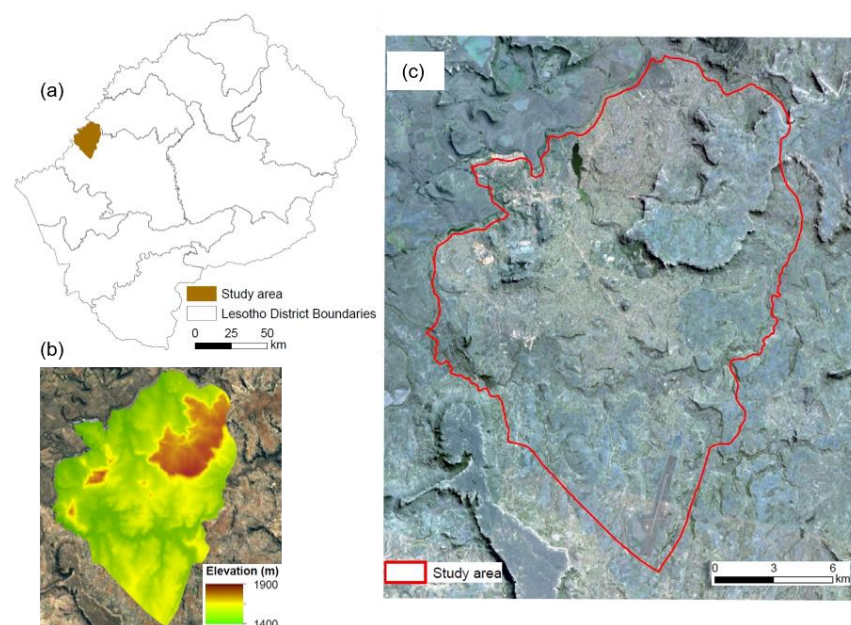 (a)
Study area
Lesotho District Boundaries
0 25 50
km
(b)
Elevation (m)
1900
1400
(c)
Study area
0 3 6
km